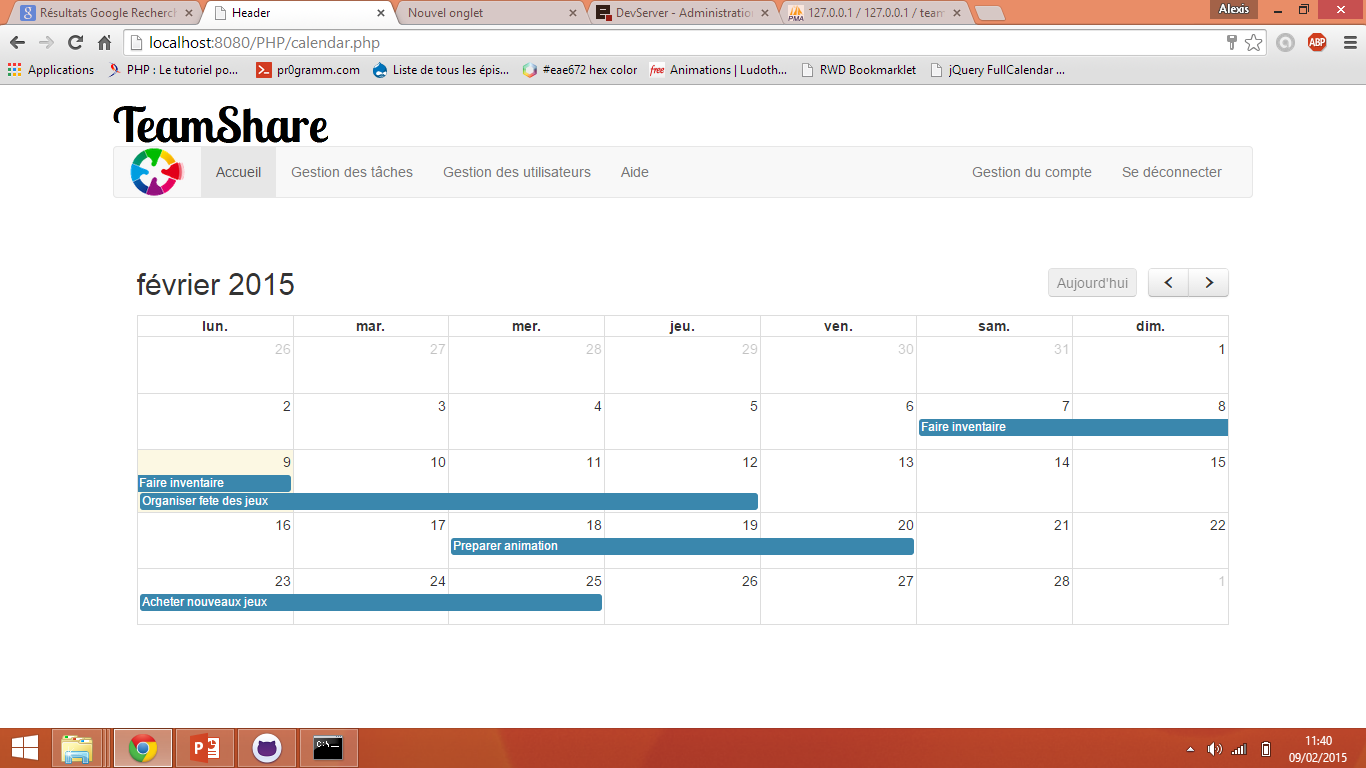 Résultats Google Recherch
Header
Nouvel onglet
DevServer - Administratio
127.0.0.1 / 127.0.0.1 / team
Alexis
localhost:8080/PHP/calendar.php
ABP
Applications
PHP : Le tutoriel po...
pr0gramm.com
Liste de tous les épis...
#eae672 hex color
free
Animations | Ludoth...
RWD Bookmarklet
jQuery FullCalendar ...
TeamShare
Accueil
Gestion des tâches
Gestion des utilisateurs
Aide
Gestion du compte
Se déconnecter
février 2015
Aujourd'hui
lun. mar. mer. jeu. ven. sam. dim.
26 27 28 29 30 31 1
2 3 4 5 6 7 8
Faire inventaire
9 10 11 12 13 14 15
Faire inventaire
Organiser fete des jeux
16 17 18 19 20 21 22
Preparer animation
23 24 25 26 27 28 1
Acheter nouveaux jeux
11:40
09/02/2015